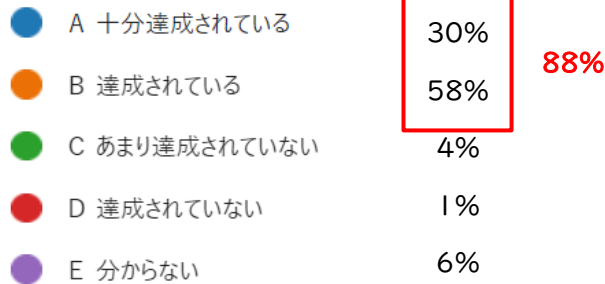 A 十分達成されている 30%
88%
B 達成されている 58%
C あまり達成されていない 4%
D 達成されていない 1%
E 分からない 6%